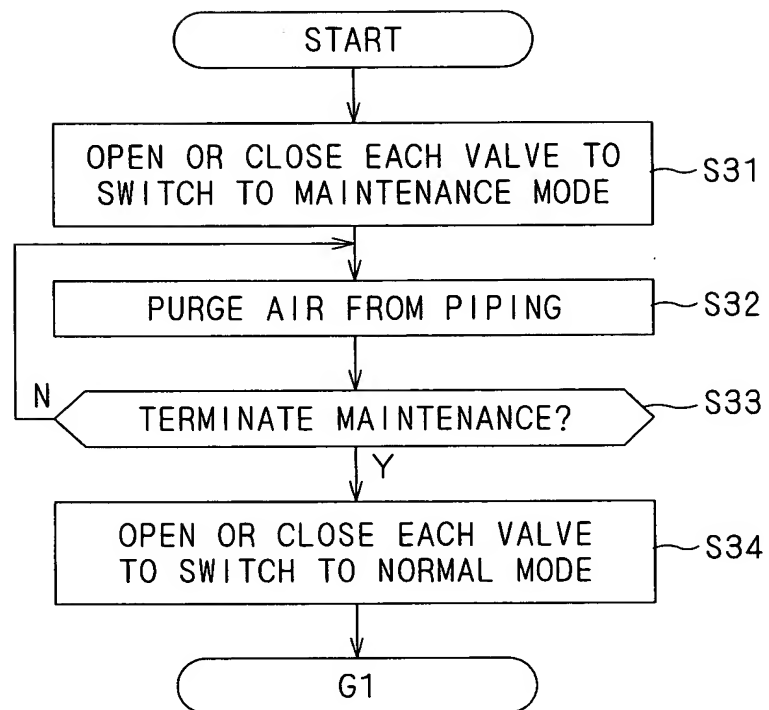 START
OPEN OR CLOSE EACH VALVE TO
SWITCH TO MAINTENANCE MODE
S31
PURGE AIR FROM PIPING
S32
N
TERMINATE MAINTENANCE?
S33
Y
OPEN OR CLOSE EACH VALVE
TO SWITCH TO NORMAL MODE
S34
G1